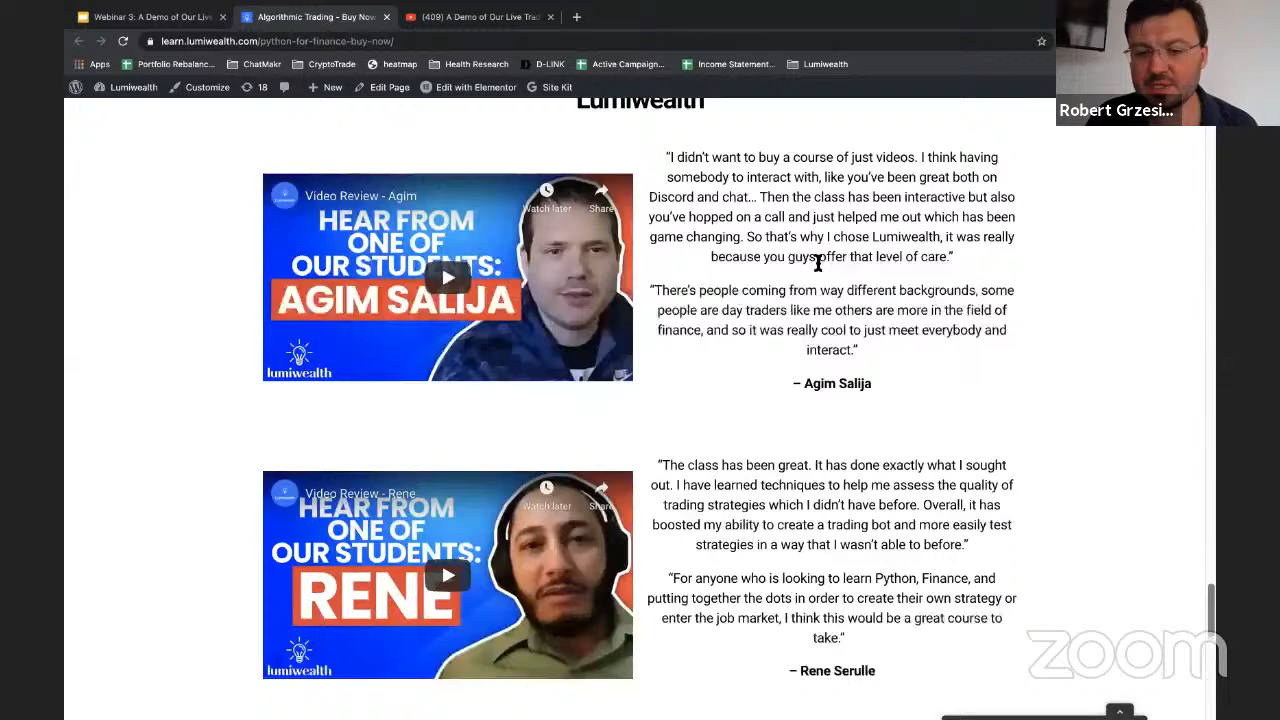 Webinar 3: A Demo of Our Liv
Algorithmic Trading - Buy Now
(409) A Demo of Our Live Trad
learn.lumiwealth.com/python-for-finance-buy-now/
Apps
Portfolio Rebalanc...
ChatMakr
CryptoTrade
heatmap
Health Research
D-LINK
Active Campaign...
Income Statement...
Lumiwealth
Lumiwealth
Customize
18
New
Edit Page
Edit with Elementor
Site Kit
Robert Grzesi...
Lumiwealth
Video Review - Agim
Watch later
Share
HEAR FROM
ONE OF
OUR STUDENTS:
AGIM SALIJA
lumiwealth
“I didn’t want to buy a course of just videos. I think having
somebody to interact with, like you’ve been great both on
Discord and chat… Then the class has been interactive but also
you’ve hopped on a call and just helped me out which has been
game changing. So that’s why I chose Lumiwealth, it was really
because you guys offer that level of care.”
“There’s people coming from way different backgrounds, some
people are day traders like me others are more in the field of
finance, and so it was really cool to just meet everybody and
interact.”
– Agim Salija
Video Review - Rene
Watch later
Share
HEAR FROM
ONE OF
OUR STUDENTS:
RENE
lumiwealth
“The class has been great. It has done exactly what I sought
out. I have learned techniques to help me assess the quality of
trading strategies which I didn’t have before. Overall, it has
boosted my ability to create a trading bot and more easily test
strategies in a way that I wasn’t able to before.”
“For anyone who is looking to learn Python, Finance, and
putting together the dots in order to create their own strategy or
enter the job market, I think this would be a great course to
take.”
– Rene Serulle
zoom